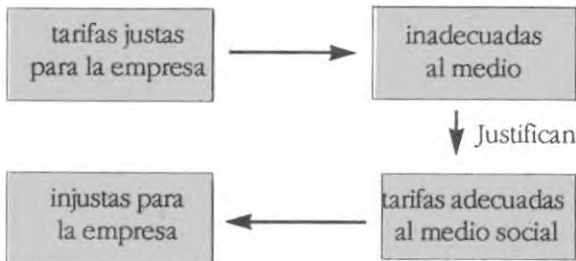 tarifas justas
para la empresa
inadecuadas
al medio
Justifican
injustas para
la empresa
tarifas adecuadas
al medio social